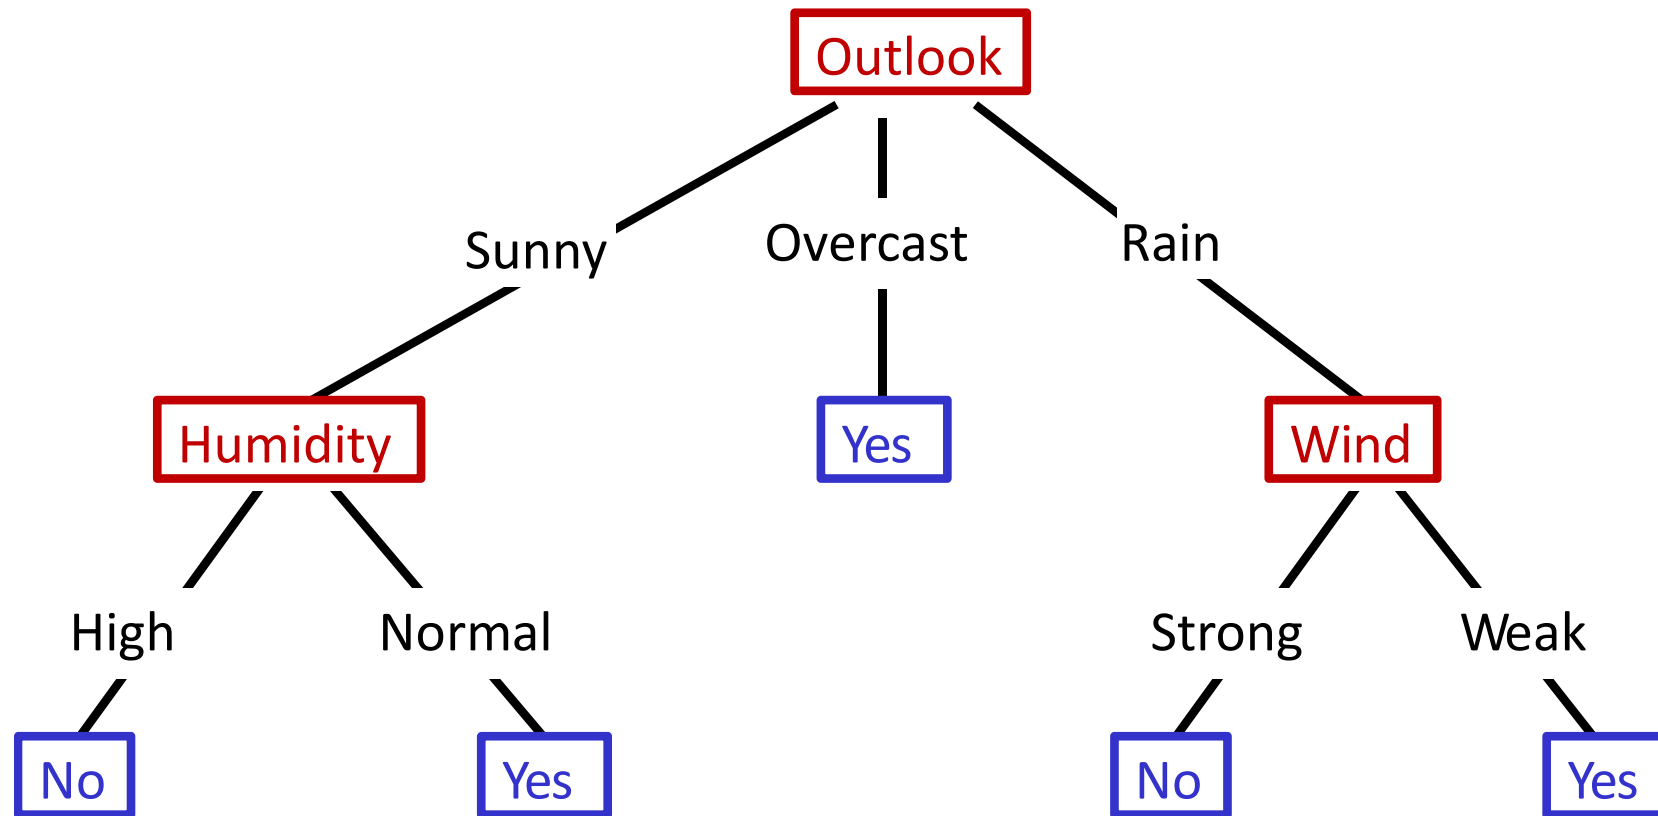 Outlook
Sunny
Overcast
Rain
Humidity
Yes
Wind
High
Normal
Strong
Weak
No
Yes
No
Yes